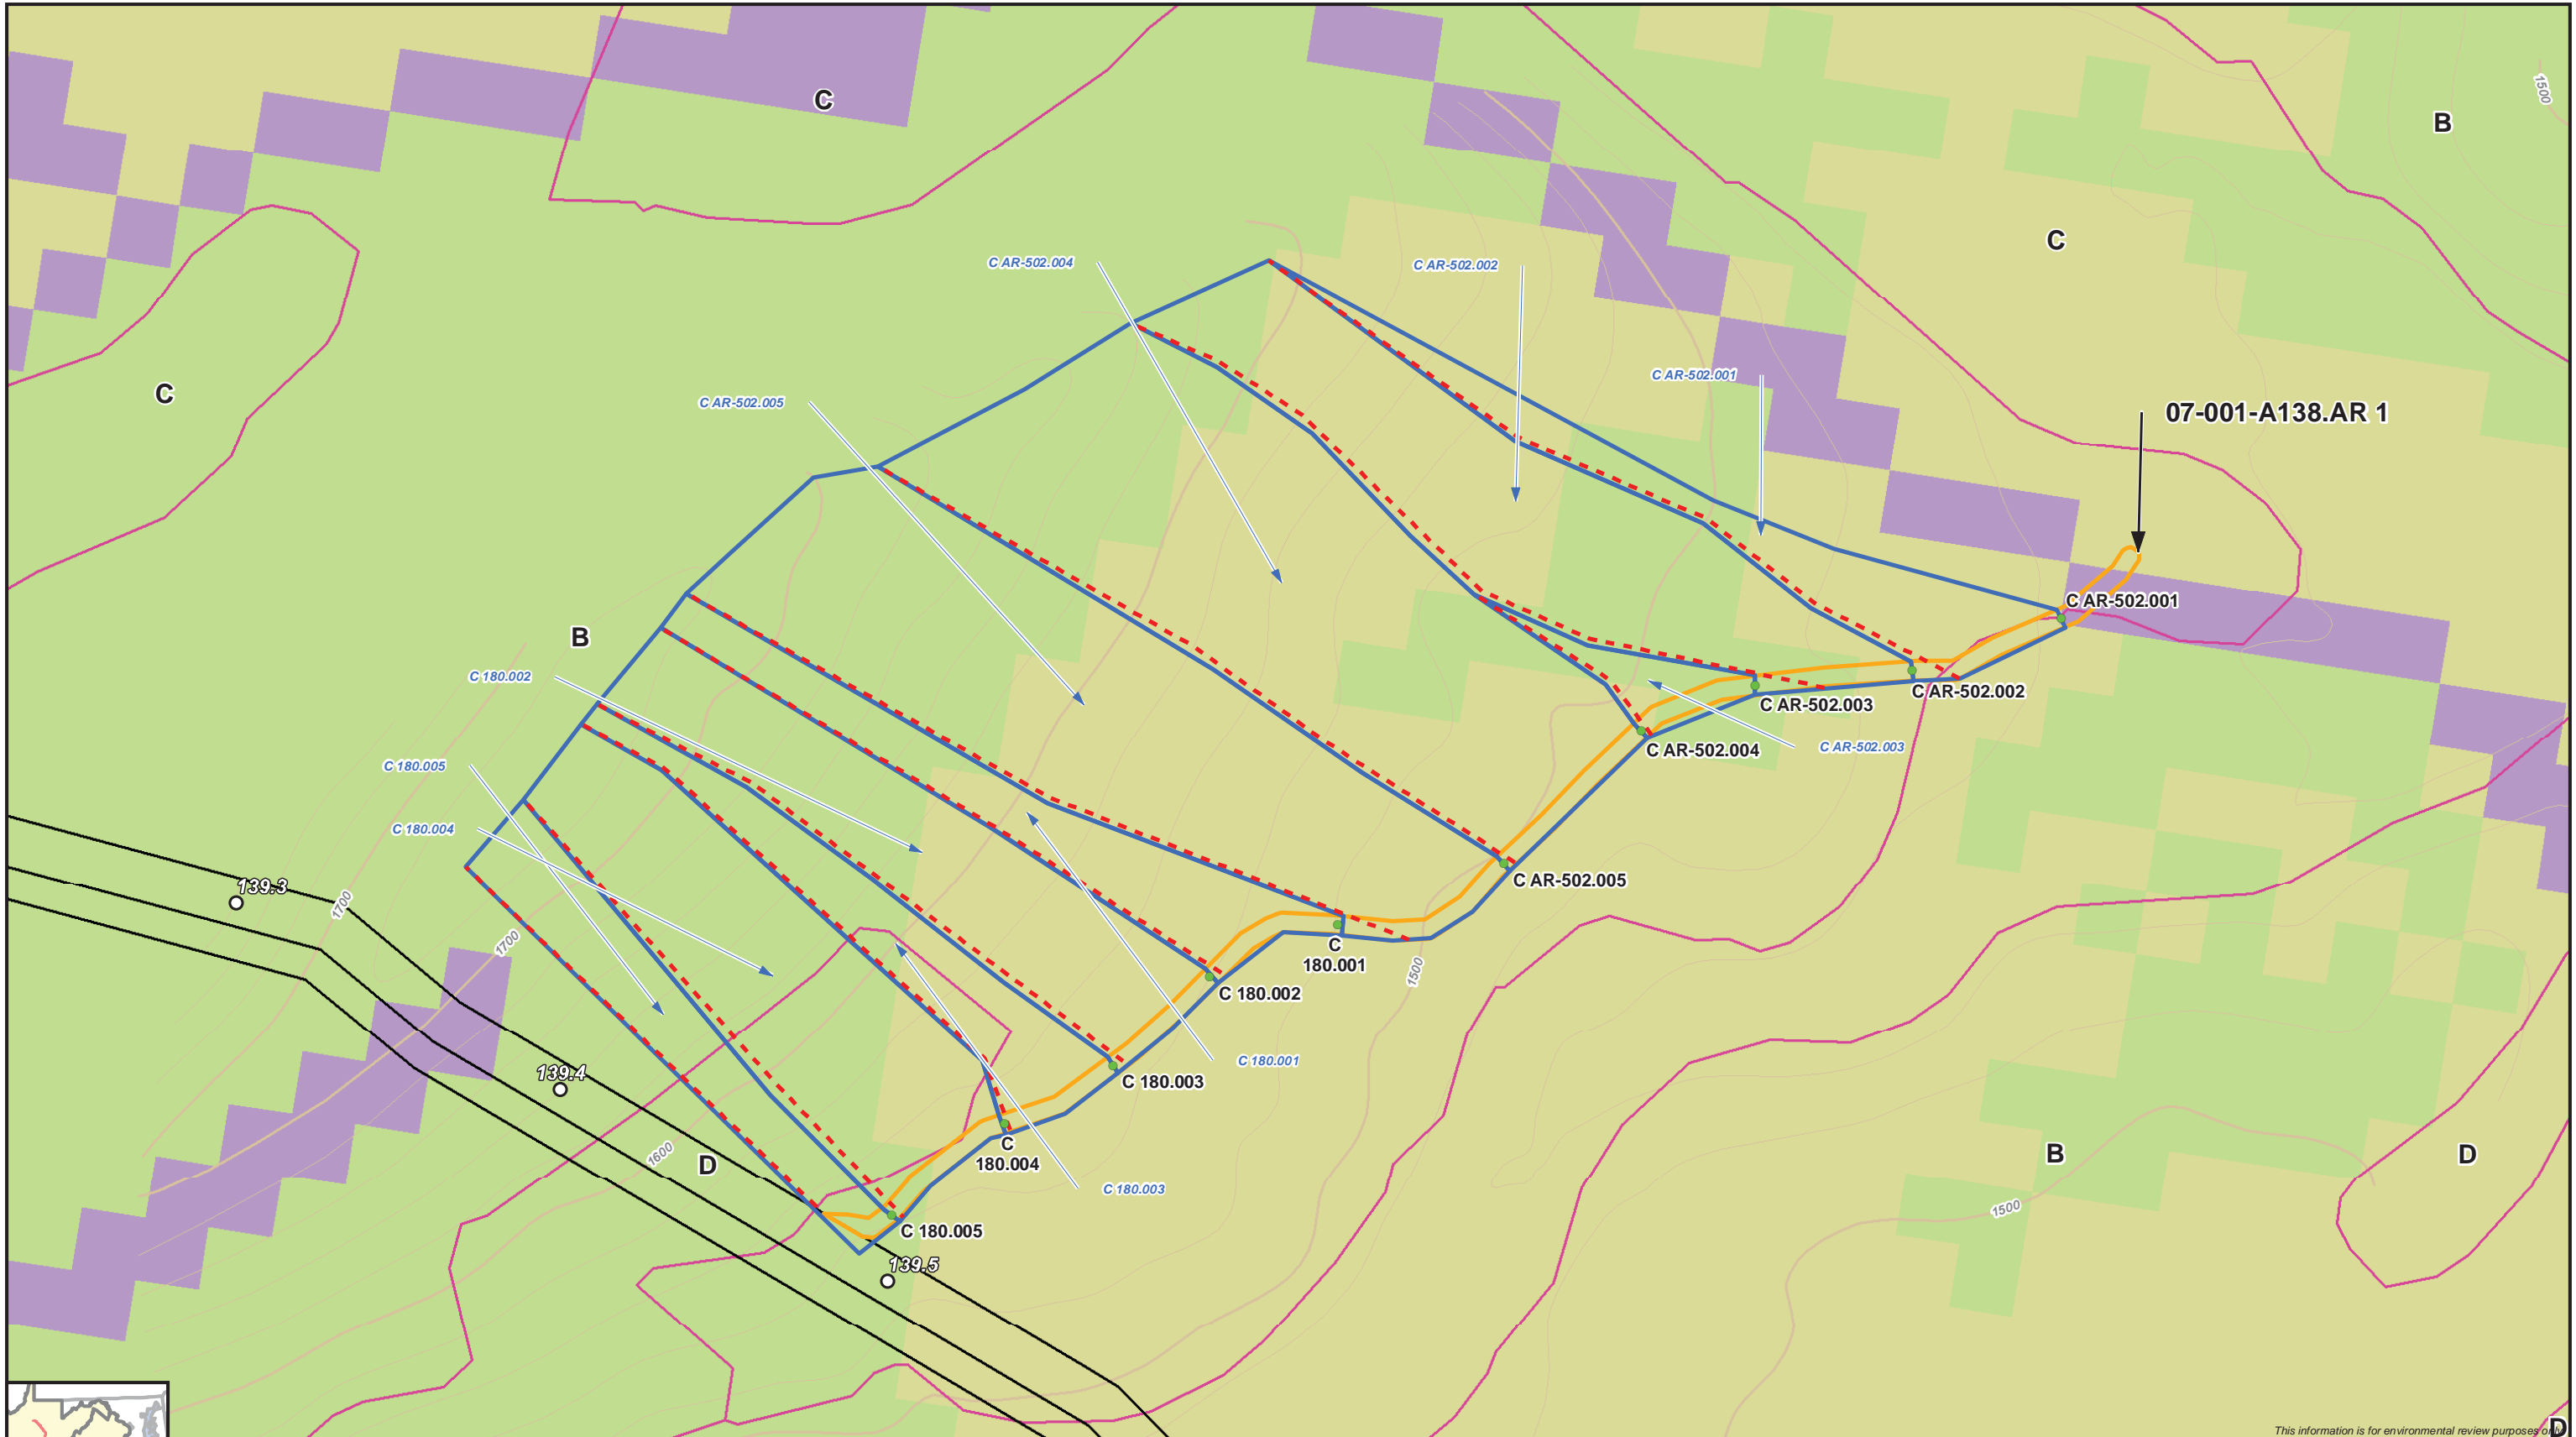 1500
C
B
C
C AR-502.004
C AR-502.002
C AR-502.001
C
C AR-502.005
07-001-A138.AR 1
C AR-502.001
B
C 180.002
C AR-502.002
C AR-502.003
C AR-502.004
C AR-502.003
C 180.005
C 180.004
C AR-502.005
139.3
1700
1700
C
180.001
1500
C 180.002
C 180.001
139.4
C 180.003
C
180.004
1600
D
B
D
C 180.003
1500
C 180.005
139.5
D
This information is for environmental review purposes only